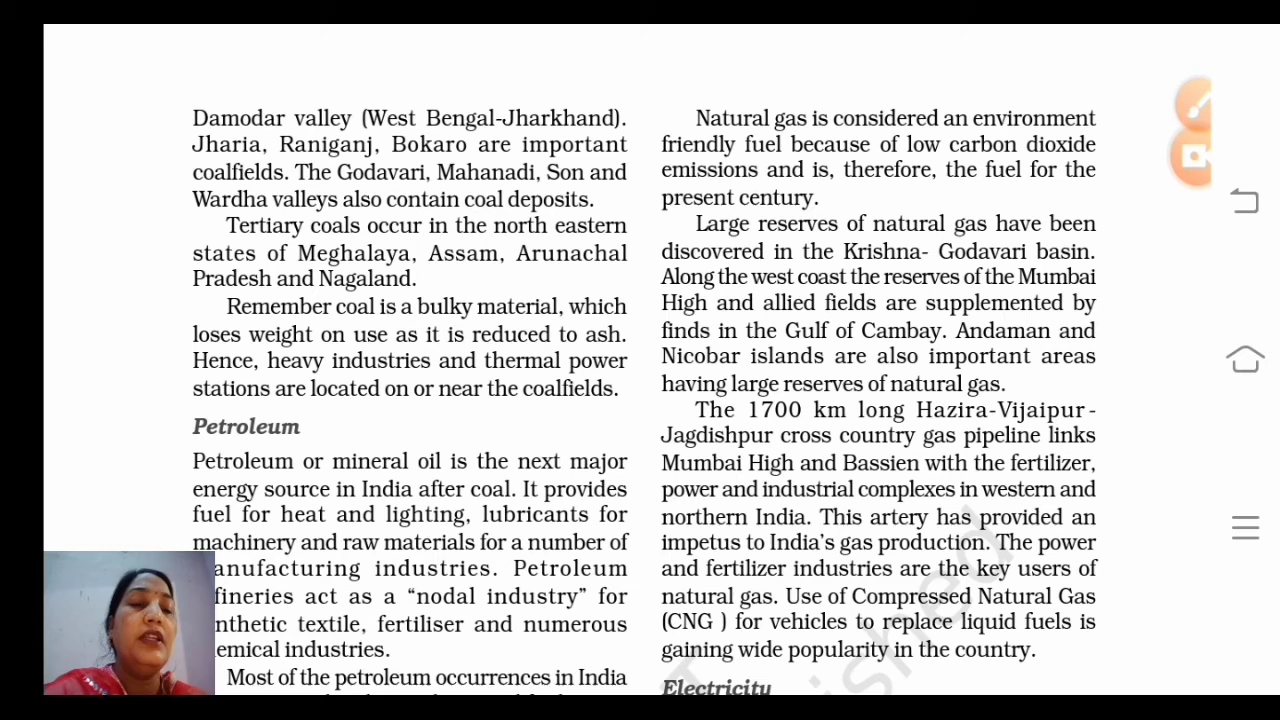 Damodar valley (West Bengal-Jharkhand).
Jharia, Raniganj, Bokaro are important
coalfields. The Godavari, Mahanadi, Son and
Wardha valleys also contain coal deposits.
Tertiary coals occur in the north eastern
states of Meghalaya, Assam, Arunachal
Pradesh and Nagaland.
Remember coal is a bulky material, which
loses weight on use as it is reduced to ash.
Hence, heavy industries and thermal power
stations are located on or near the coalfields.
Petroleum
Petroleum or mineral oil is the next major
energy source in India after coal. It provides
fuel for heat and lighting, lubricants for
machinery and raw materials for a number of
anufacturing industries. Petroleum
fineries act as a “nodal industry” for
nthetic textile, fertiliser and numerous
emical industries.
Most of the petroleum occurrences in India
Natural gas is considered an environment
friendly fuel because of low carbon dioxide
emissions and is, therefore, the fuel for the
present century.
Large reserves of natural gas have been
discovered in the Krishna- Godavari basin.
Along the west coast the reserves of the Mumbai
High and allied fields are supplemented by
finds in the Gulf of Cambay. Andaman and
Nicobar islands are also important areas
having large reserves of natural gas.
The 1700 km long Hazira-Vijaipur-
Jagdishpur cross country gas pipeline links
Mumbai High and Bassien with the fertilizer,
power and industrial complexes in western and
northern India. This artery has provided an
impetus to India’s gas production. The power
and fertilizer industries are the key users of
natural gas. Use of Compressed Natural Gas
(CNG ) for vehicles to replace liquid fuels is
gaining wide popularity in the country.
Electricity